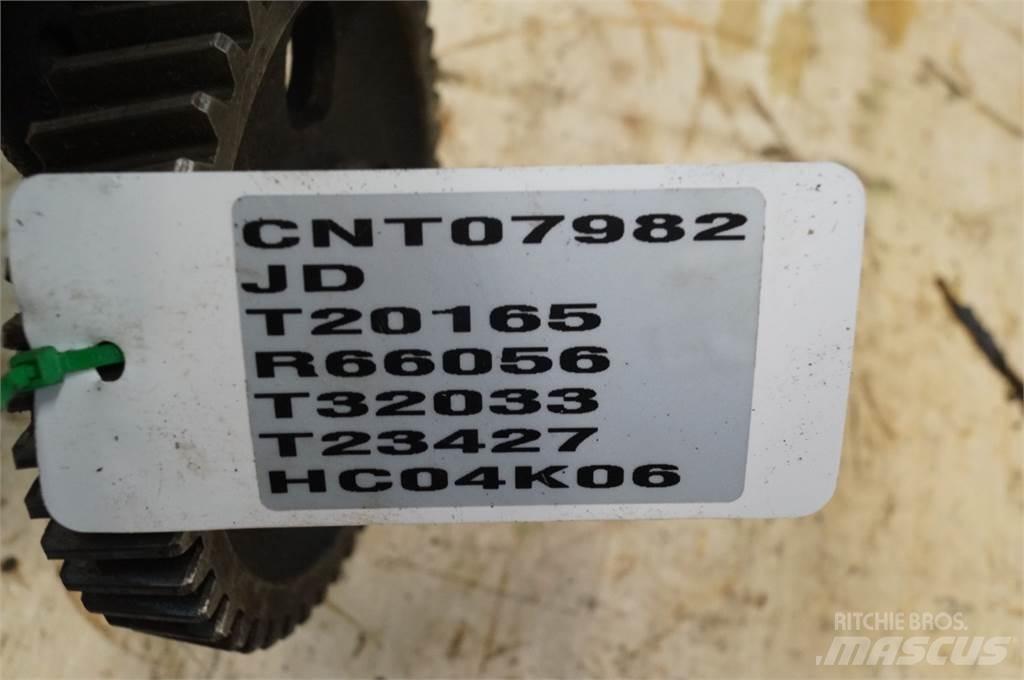 CNT07982
JD
T20165
R66056
T32033
T23427
HC04K06
RITCHIE BROS.
MASCUS